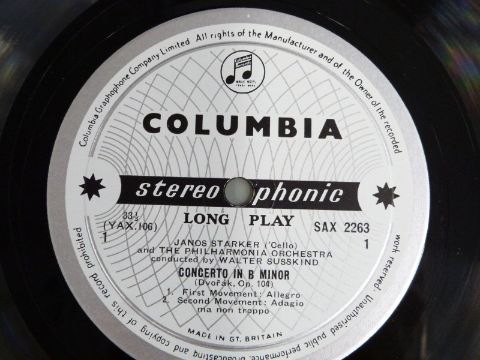 Columbia Graphophone Company Limited. All rights of the Manufacturer and of the Owner of the recorded
work reserved. Unauthorised public performance, broadcasting and copying of this record prohibited
COLUMBIA
stereophonic
33⅓
LONG PLAY
SAX 2263
(YAX.106)
1
1
JANOS STARKER ('Cello)
and THE PHILHARMONIA ORCHESTRA
conducted by WALTER SUSSKIND
CONCERTO IN B MINOR
(Dvořák, Op. 104)
1. First Movement: Allegro
2. Second Movement: Adagio
ma non troppo
MADE IN GT. BRITAIN